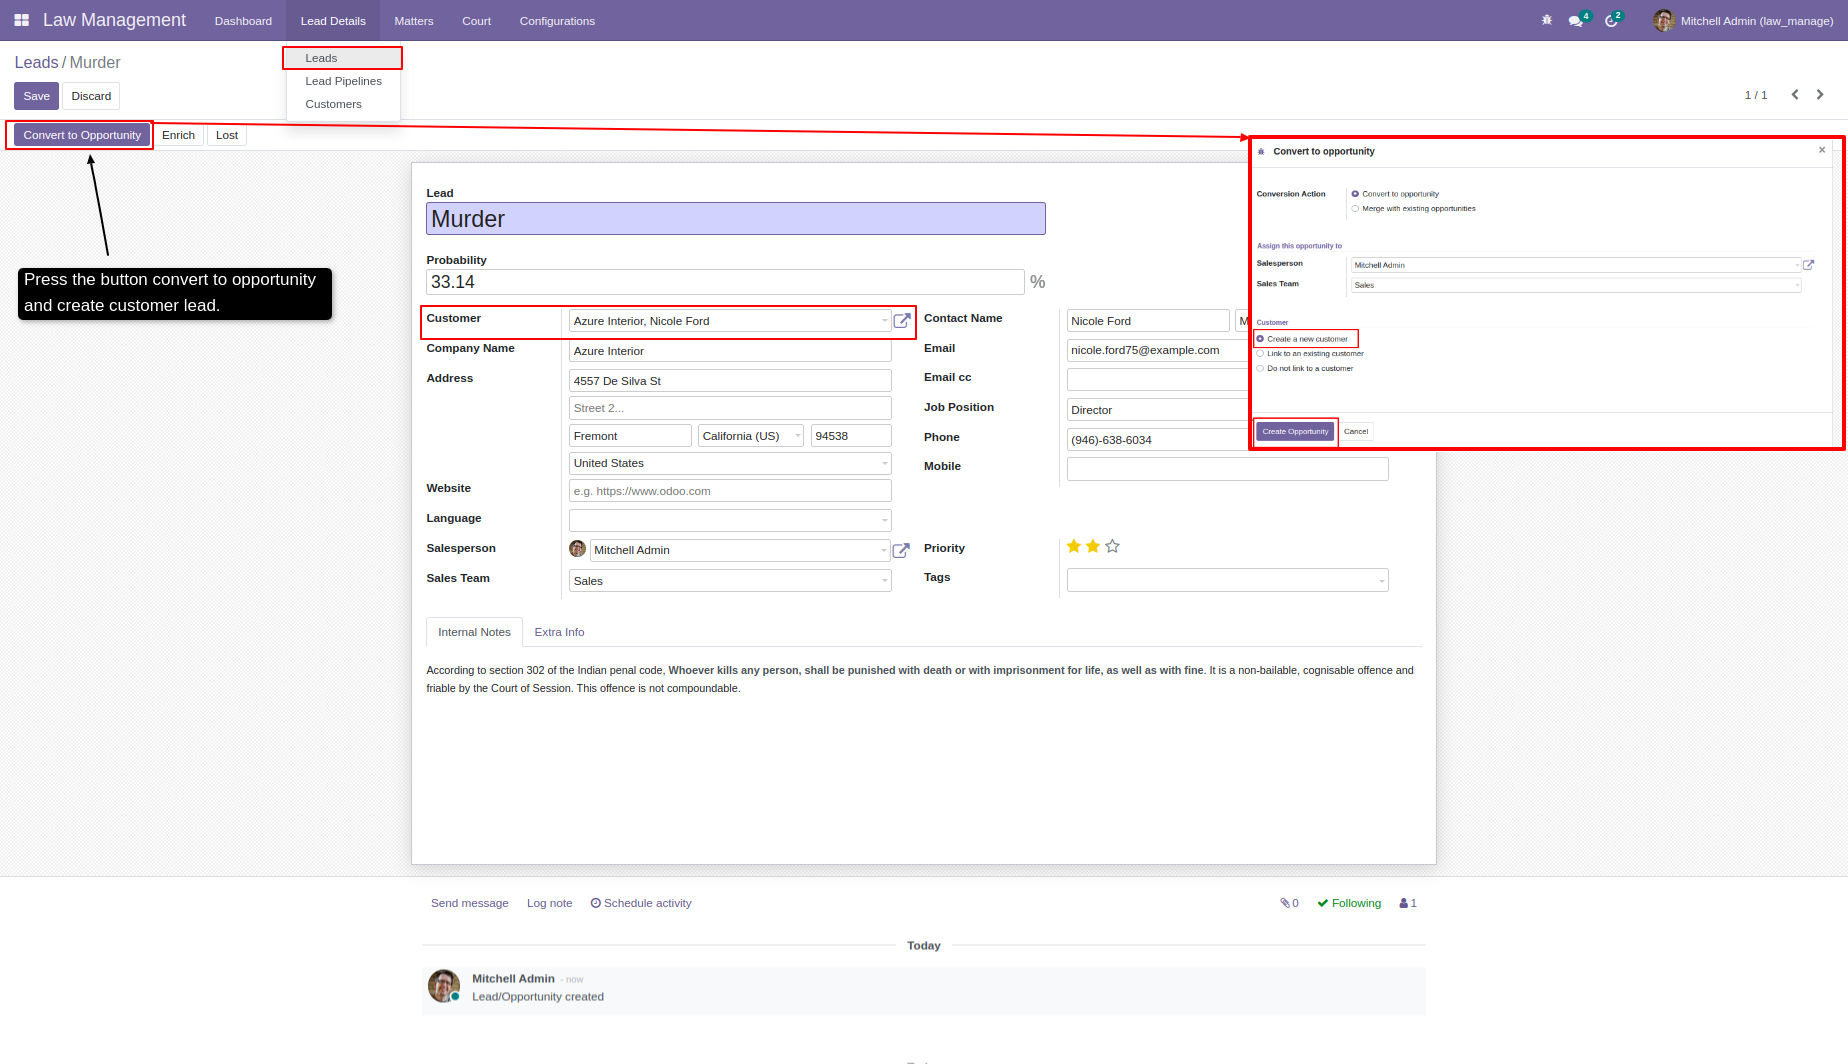 Law Management Dashboard Lead Details Matters Court Configurations 4 2 Mitchell Admin (law_manage)
Leads
Lead Pipelines
Customers
Leads / Murder
Save Discard
1 / 1
Convert to Opportunity Enrich Lost
Press the button convert to opportunity
and create customer lead.
Lead
Murder
Probability
33.14 %
Customer Azure Interior, Nicole Ford
Company Name Azure Interior
Address 4557 De Silva St
Street 2...
Fremont California (US) 94538
United States
Website e.g. https://www.odoo.com
Language
Salesperson Mitchell Admin
Sales Team Sales
Contact Name Nicole Ford M
Email nicole.ford75@example.com
Email cc
Job Position Director
Phone (946)-638-6034
Mobile
Priority
Tags
Convert to opportunity ×
Conversion Action Convert to opportunity
Merge with existing opportunities
Assign this opportunity to
Salesperson Mitchell Admin
Sales Team Sales
Customer
Create a new customer
Link to an existing customer
Do not link to a customer
Create Opportunity Cancel
Internal Notes Extra Info
According to section 302 of the Indian penal code, Whoever kills any person, shall be punished with death or with imprisonment for life, as well as with fine. It is a non-bailable, cognisable offence and
friable by the Court of Session. This offence is not compoundable.
Send message Log note Schedule activity 0 Following 1
Today
Mitchell Admin - now
Lead/Opportunity created